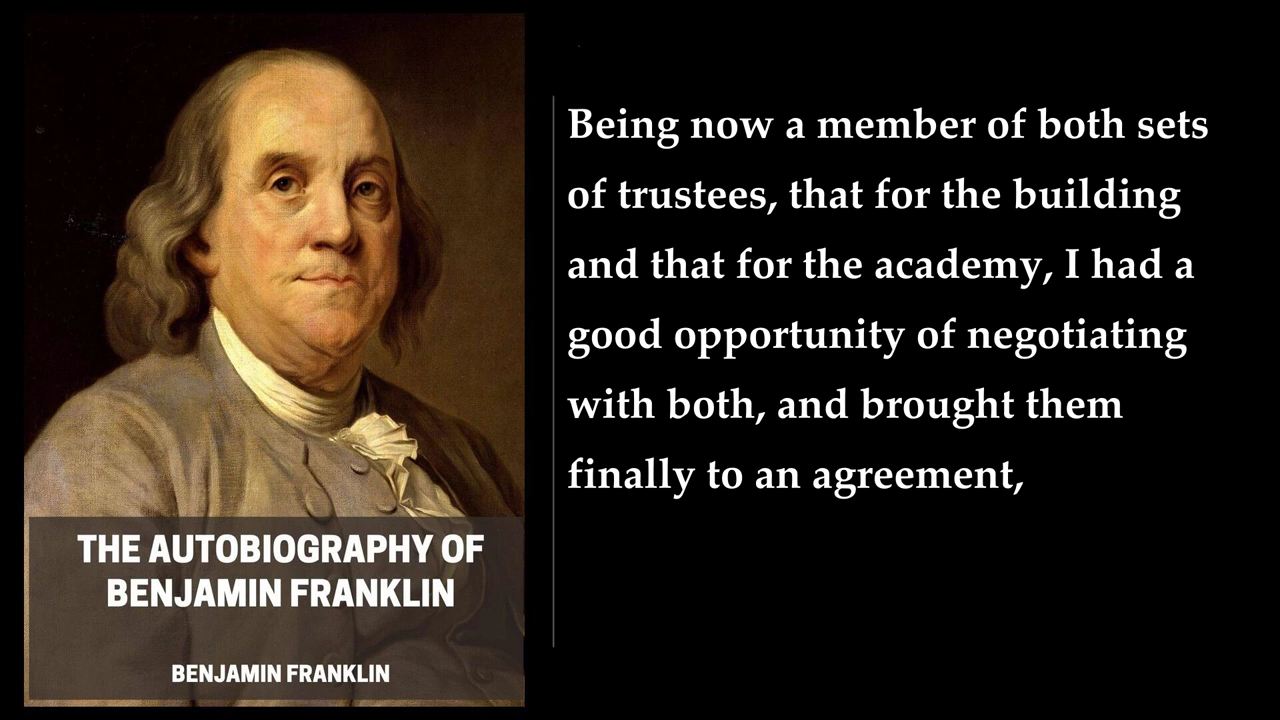 THE AUTOBIOGRAPHY OF
BENJAMIN FRANKLIN
BENJAMIN FRANKLIN
Being now a member of both sets
of trustees, that for the building
and that for the academy, I had a
good opportunity of negotiating
with both, and brought them
finally to an agreement,